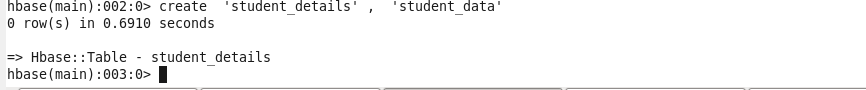 hbase(main):002:0> create  'student_details' ,  'student_data'
0 row(s) in 0.6910 seconds

=> Hbase::Table - student_details
hbase(main):003:0>